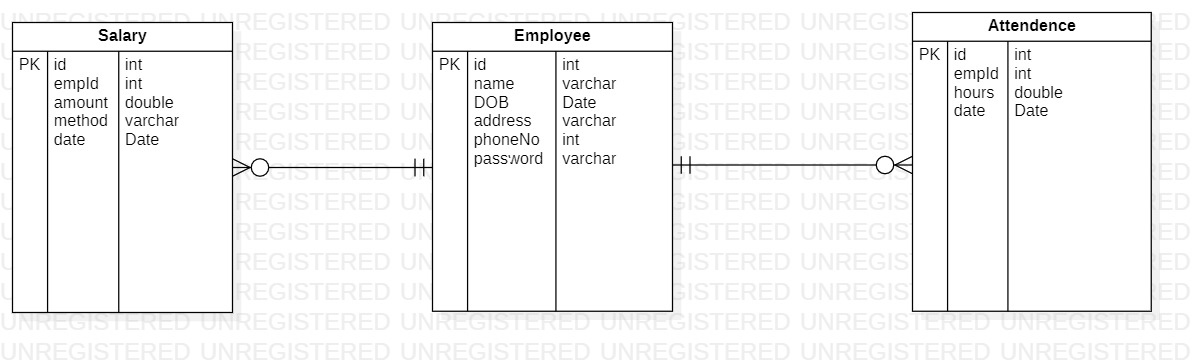 Salary
PK id int
empId int
amount double
method varchar
date Date
Employee
PK id int
name varchar
DOB Date
address varchar
phoneNo int
password varchar
Attendence
PK id int
empId int
hours double
date Date
UNREGISTERED UNREGISTERED UNREGISTERED UNREGISTERED UNREGISTERED UNREGISTERED